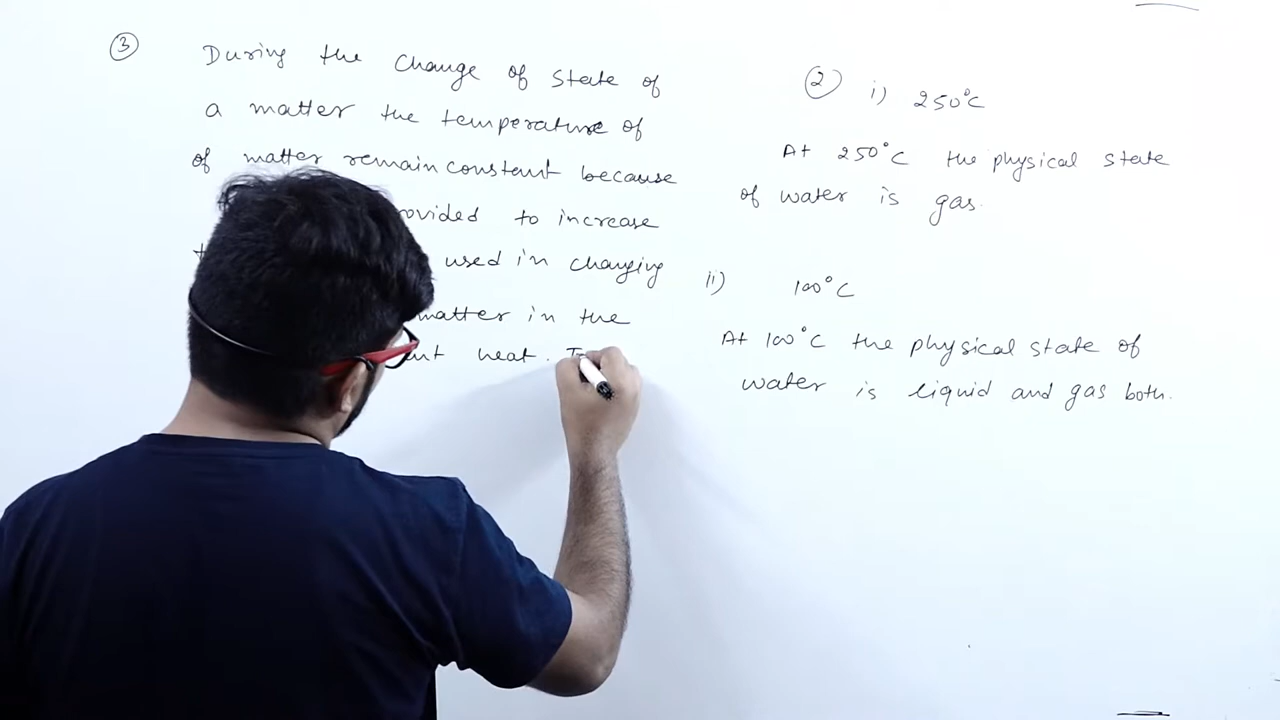 ③ During the change of state of
a matter the temperature of
of matter remain constant because
ovided to increase
used in changing
matter in the
heat.
② i) 250°C
At 250°C the physical state
of water is gas.
ii) 100°C
At 100°C the physical state of
water is liquid and gas both.